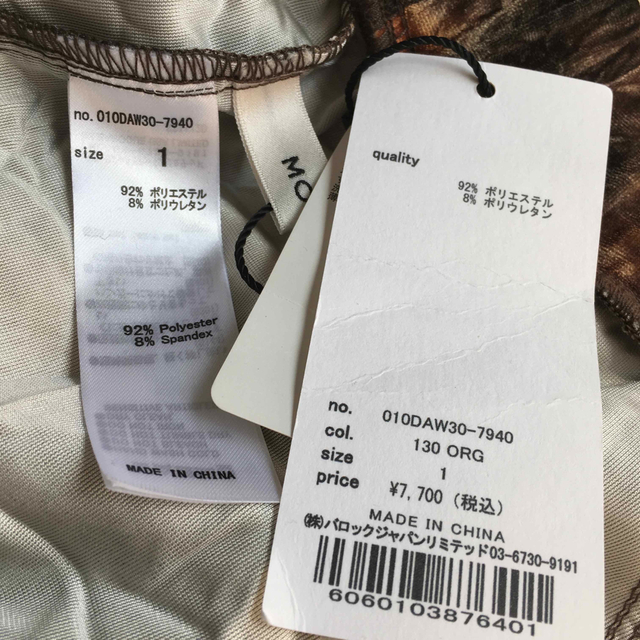 no. 010DAW30-7940
size 1
92% ポリエステル
8% ポリウレタン
92% Polyester
8% Spandex
MADE IN CHINA
MO
quality
92% ポリエステル
8% ポリウレタン
no. 010DAW30-7940
col. 130 ORG
size 1
price ¥7,700 (税込)
MADE IN CHINA
㈱バロックジャパンリミテッド03-6730-9191
6060103876401